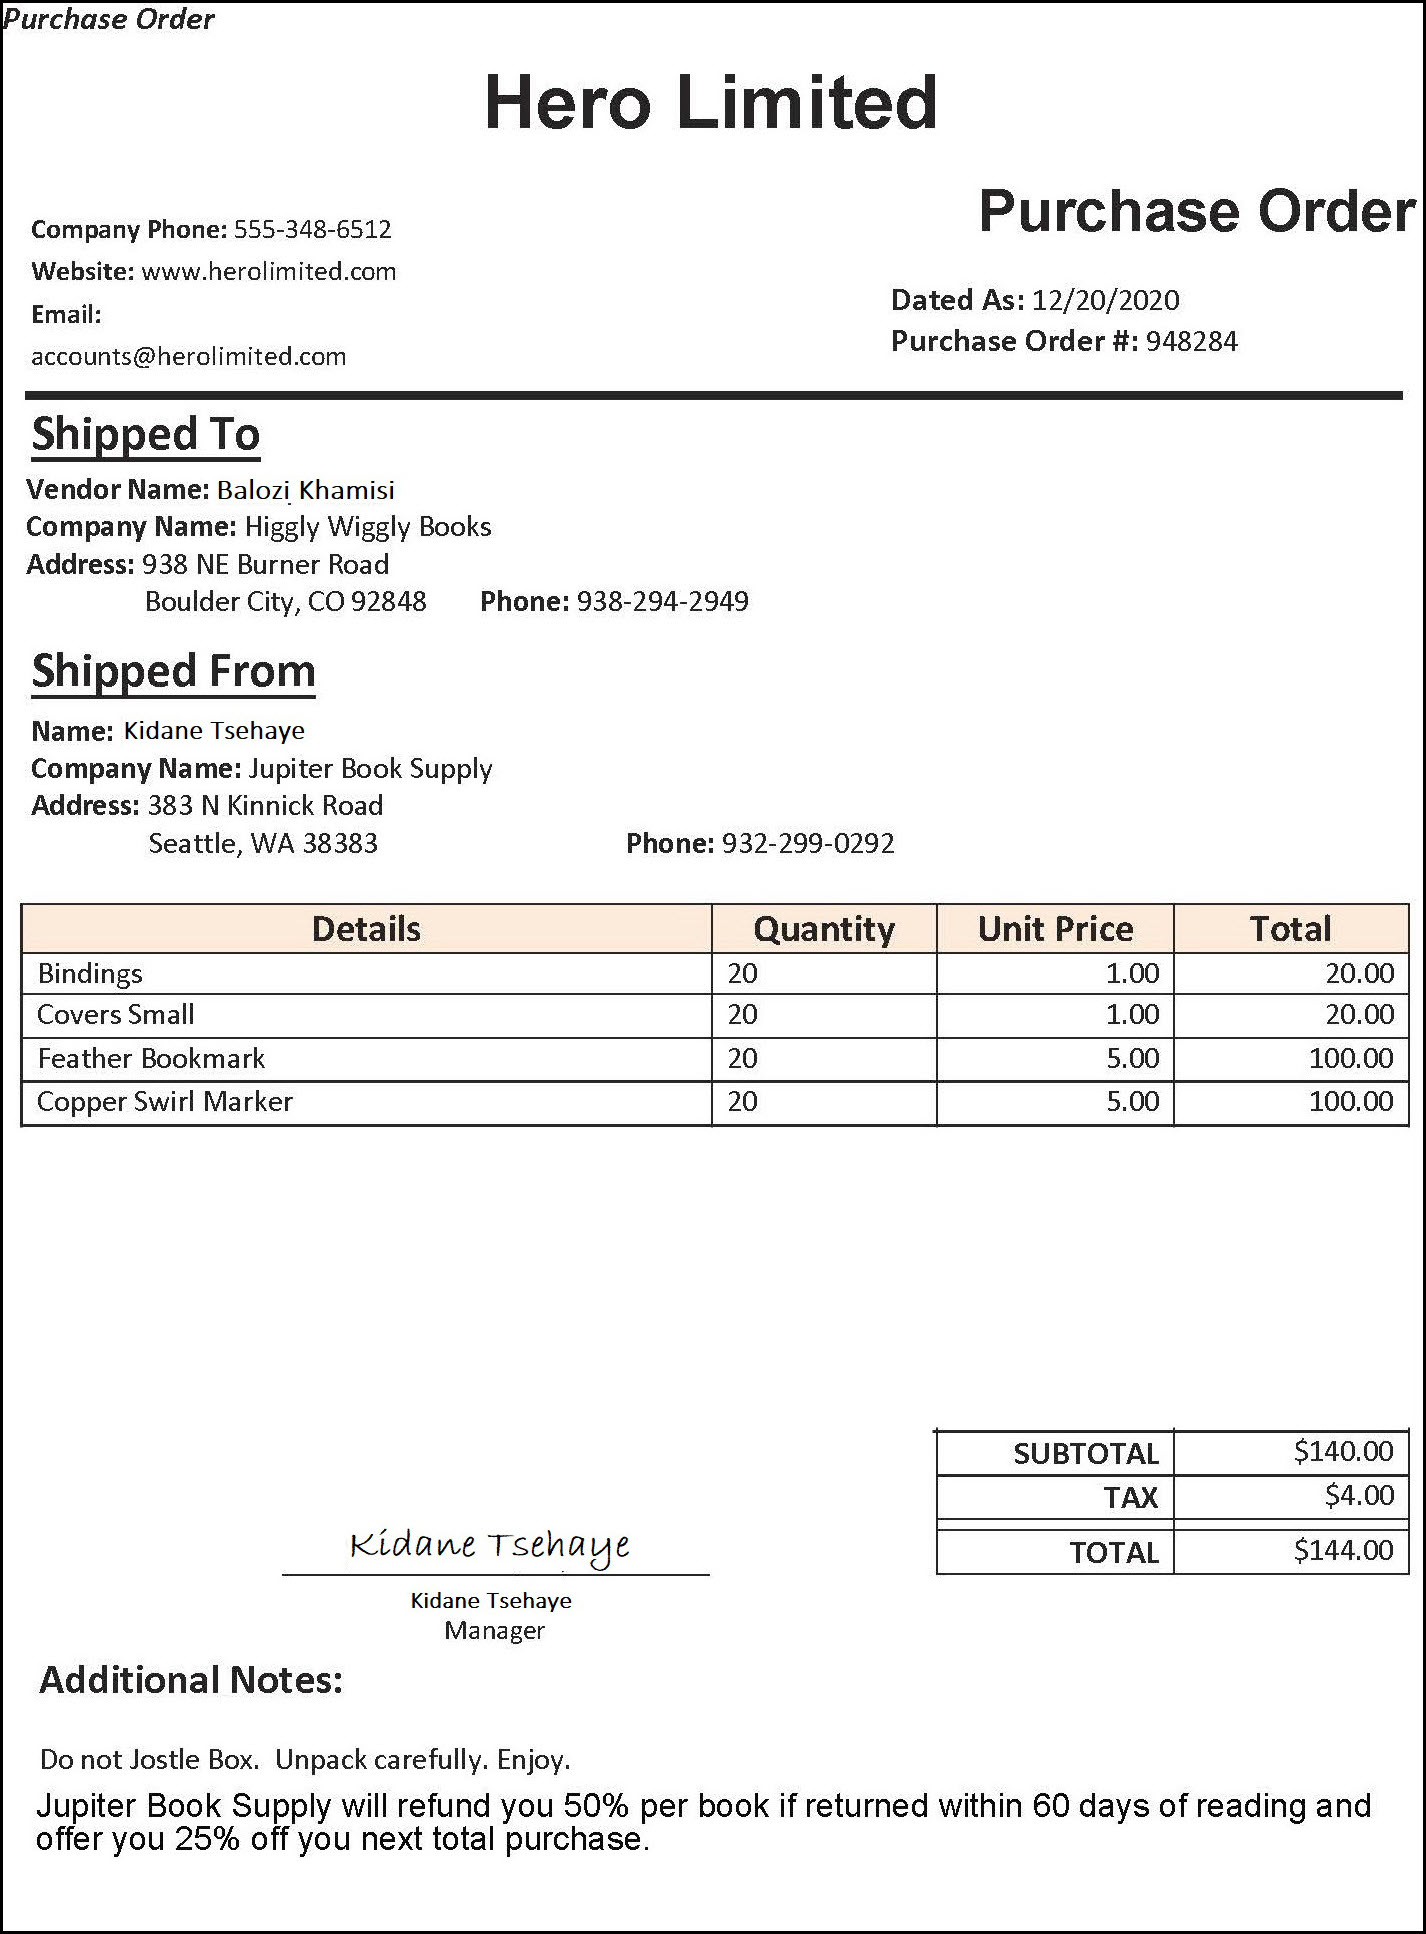 Purchase Order
Hero Limited
Purchase Order
Company Phone: 555-348-6512
Website: www.herolimited.com
Email:
accounts@herolimited.com
Dated As: 12/20/2020
Purchase Order #: 948284
Shipped To
Vendor Name: Balozi Khamisi
Company Name: Higgly Wiggly Books
Address: 938 NE Burner Road
Boulder City, CO 92848 Phone: 938-294-2949
Shipped From
Name: Kidane Tsehaye
Company Name: Jupiter Book Supply
Address: 383 N Kinnick Road
Seattle, WA 38383 Phone: 932-299-0292
Details Quantity Unit Price Total
Bindings 20 1.00 20.00
Covers Small 20 1.00 20.00
Feather Bookmark 20 5.00 100.00
Copper Swirl Marker 20 5.00 100.00
SUBTOTAL $140.00
TAX $4.00
TOTAL $144.00
Kidane Tsehaye
Kidane Tsehaye
Manager
Additional Notes:
Do not Jostle Box. Unpack carefully. Enjoy.
Jupiter Book Supply will refund you 50% per book if returned within 60 days of reading and
offer you 25% off you next total purchase.